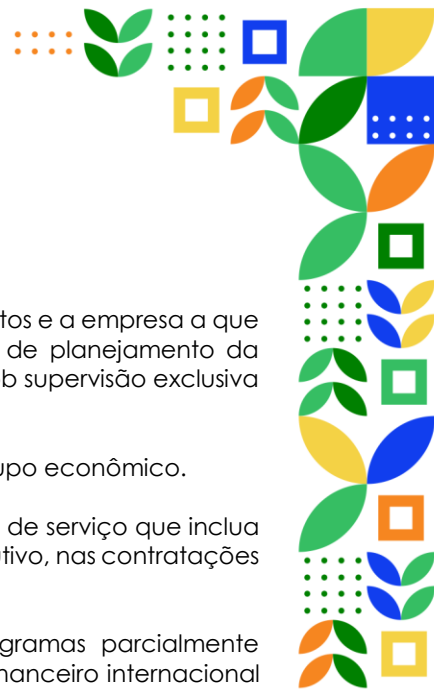 tos e a empresa a que
de planejamento da
b supervisão exclusiva
upo econômico.
de serviço que inclua
utivo, nas contratações
gramas parcialmente
nanceiro internacional